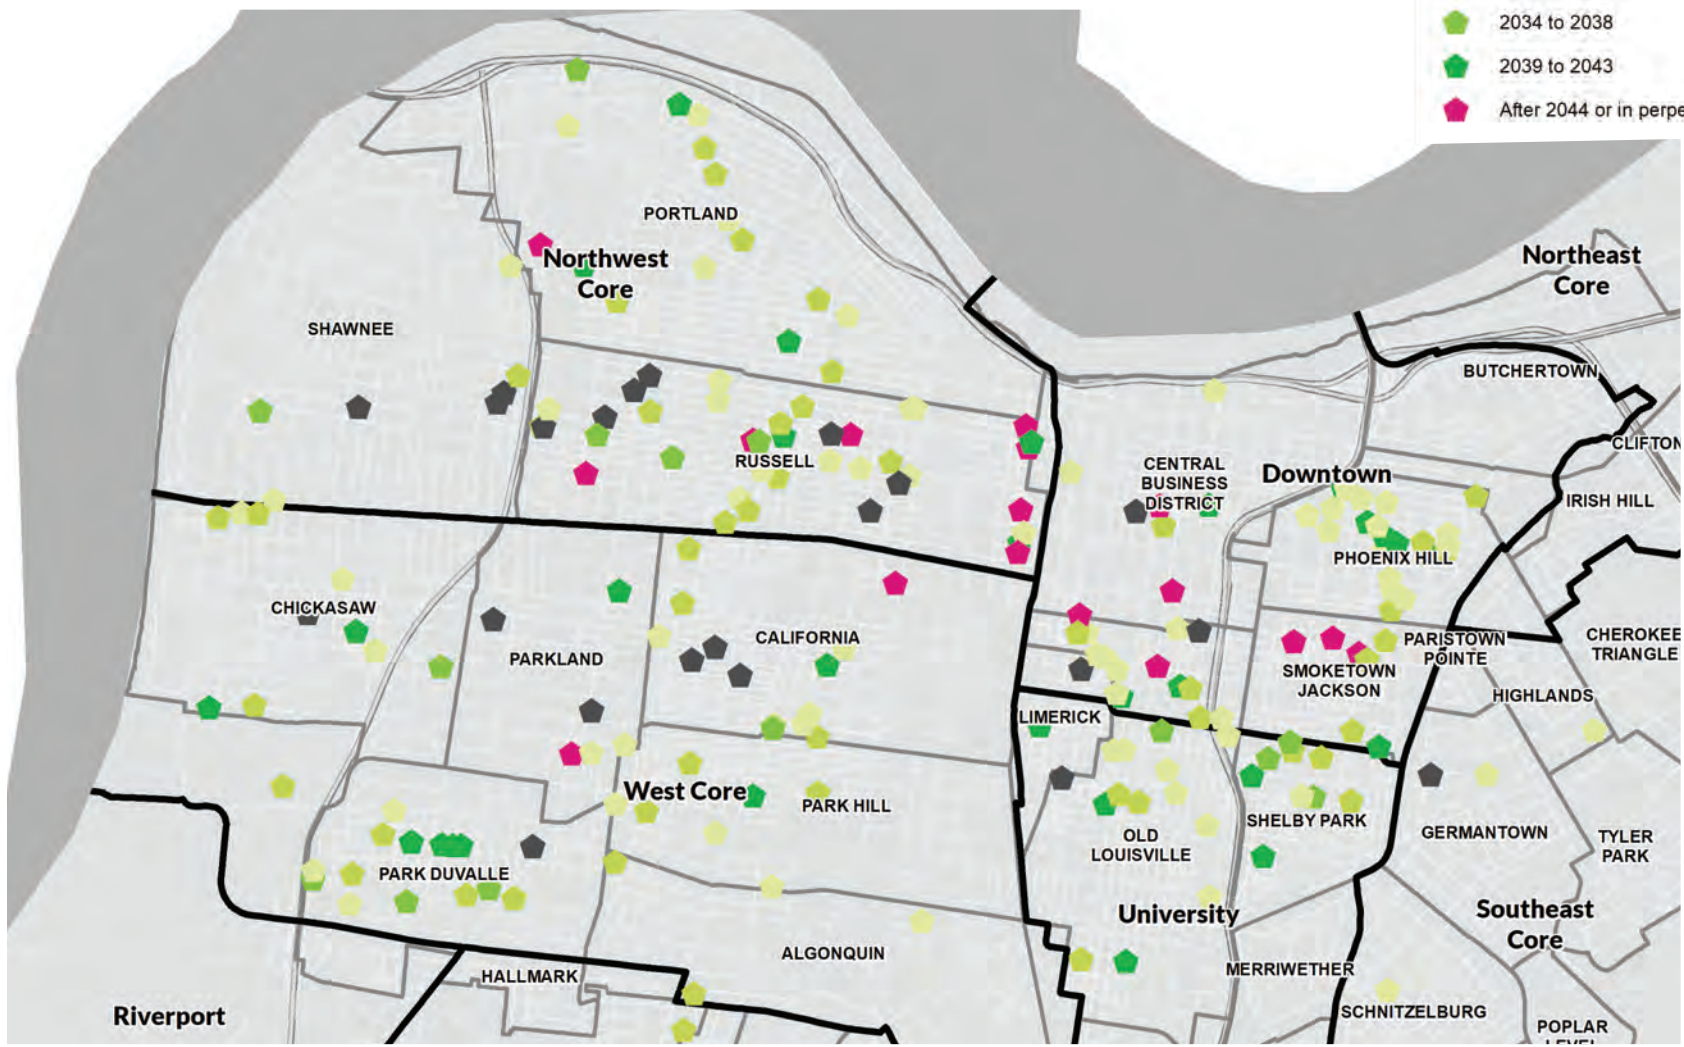 2034 to 2038
2039 to 2043
After 2044 or in
PORTLAND
Northwest
Core
Northeast
Core
SHAWNEE
BUTCHERTOWN
CLIFTON
RUSSELL
CENTRAL
BUSINESS
DISTRICT
Downtown
IRISH HILL
PHOENIX HILL
CHICKASAW
PARKLAND
CALIFORNIA
PARISTOWN
POINTE
CHEROKEE
TRIANGLE
SMOKETOWN
JACKSON
HIGHLANDS
LIMERICK
West Core
PARK HILL
OLD
LOUISVILLE
SHELBY PARK
GERMANTOWN
TYLER
PARK
PARK DUVALLE
University
Southeast
Core
ALGONQUIN
HALLMARK
MERRIWETHER
SCHNITZELBURG
Riverport
POPLAR
LEVEL